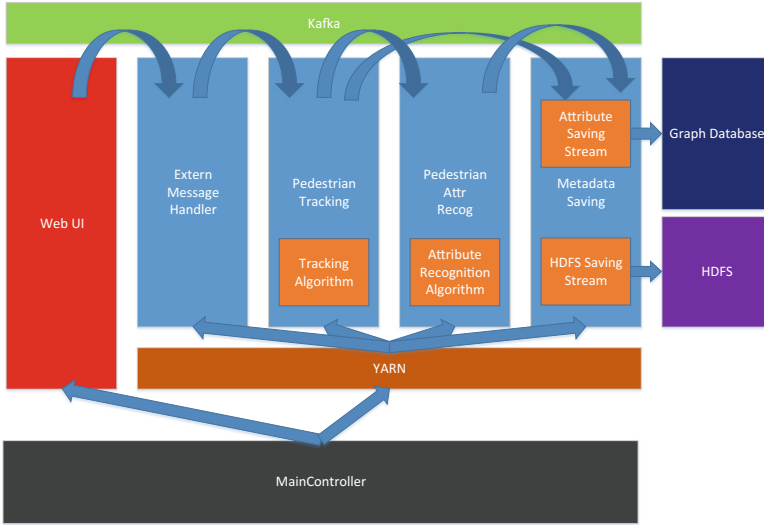 Kafka
Web UI
Extern
Message
Handler
Pedestrian
Tracking
Tracking
Algorithm
Pedestrian
Attr
Recog
Attribute
Recognition
Algorithm
Attribute
Saving
Stream
Metadata
Saving
HDFS Saving
Stream
Graph Database
HDFS
YARN
MainController